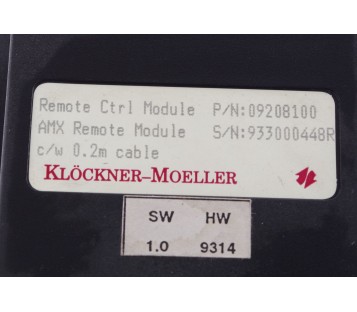 Remote Ctrl Module P/N:09208100
AMX Remote Module S/N:933000448R
c/w 0.2m cable
KLÖCKNER-MOELLER
SW HW
1.0 9314